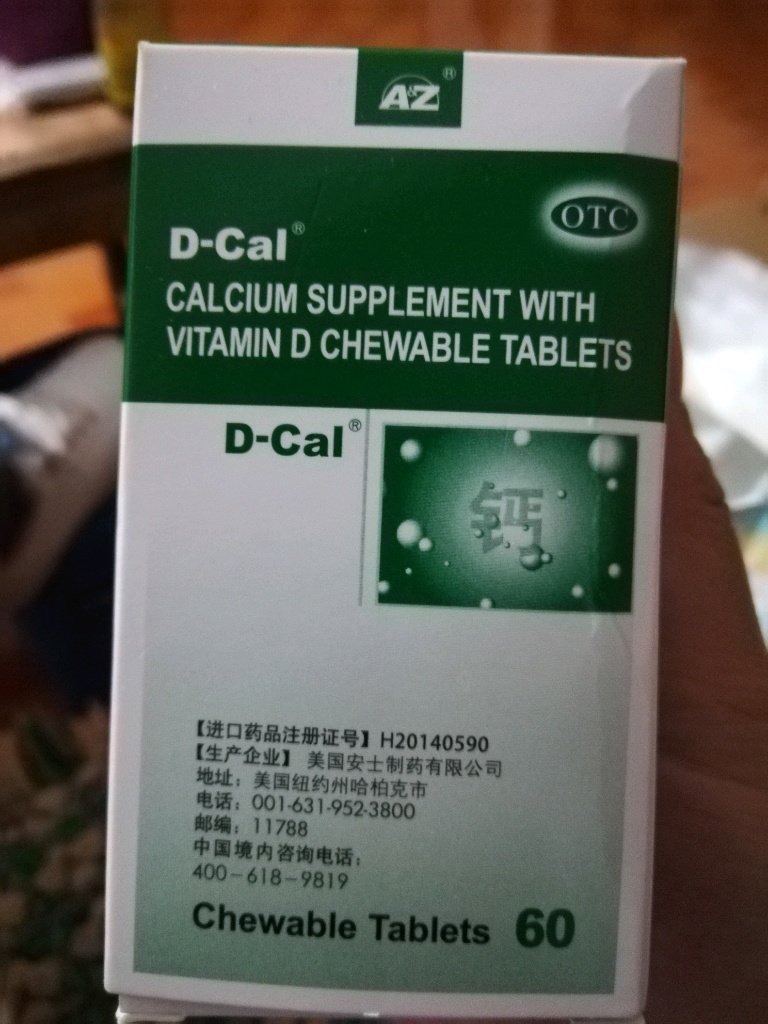 A&Z®
OTC
D-Cal®
CALCIUM SUPPLEMENT WITH
VITAMIN D CHEWABLE TABLETS
D-Cal®
钙
【进口药品注册证号】H20140590
【生产企业】 美国安士制药有限公司
地址：美国纽约州哈柏克市
电话：001-631-952-3800
邮编：11788
中国境内咨询电话：
400-618-9819
Chewable Tablets 60